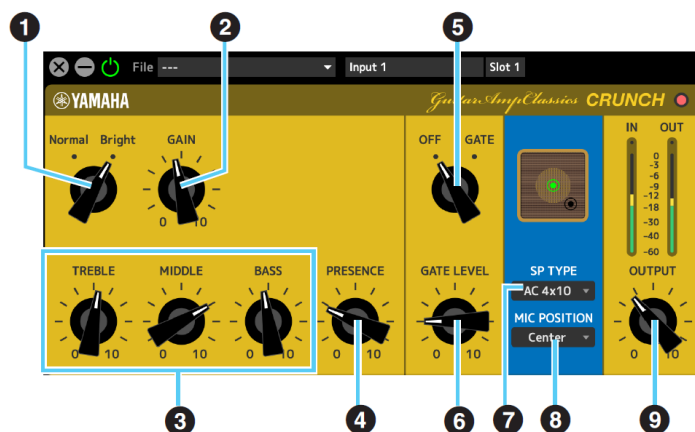 1 2 5
File --- Input 1 Slot 1
YAMAHA Guitar Amp Classics CRUNCH
Normal Bright GAIN OFF GATE IN OUT
0
-3
-6
-9
-12
-18
-30
-40
-60
0 10
TREBLE MIDDLE BASS PRESENCE GATE LEVEL SP TYPE OUTPUT
AC 4x10
MIC POSITION
Center
0 10 0 10 0 10 0 10 0 10 0 10
3 4 6 7 8 9